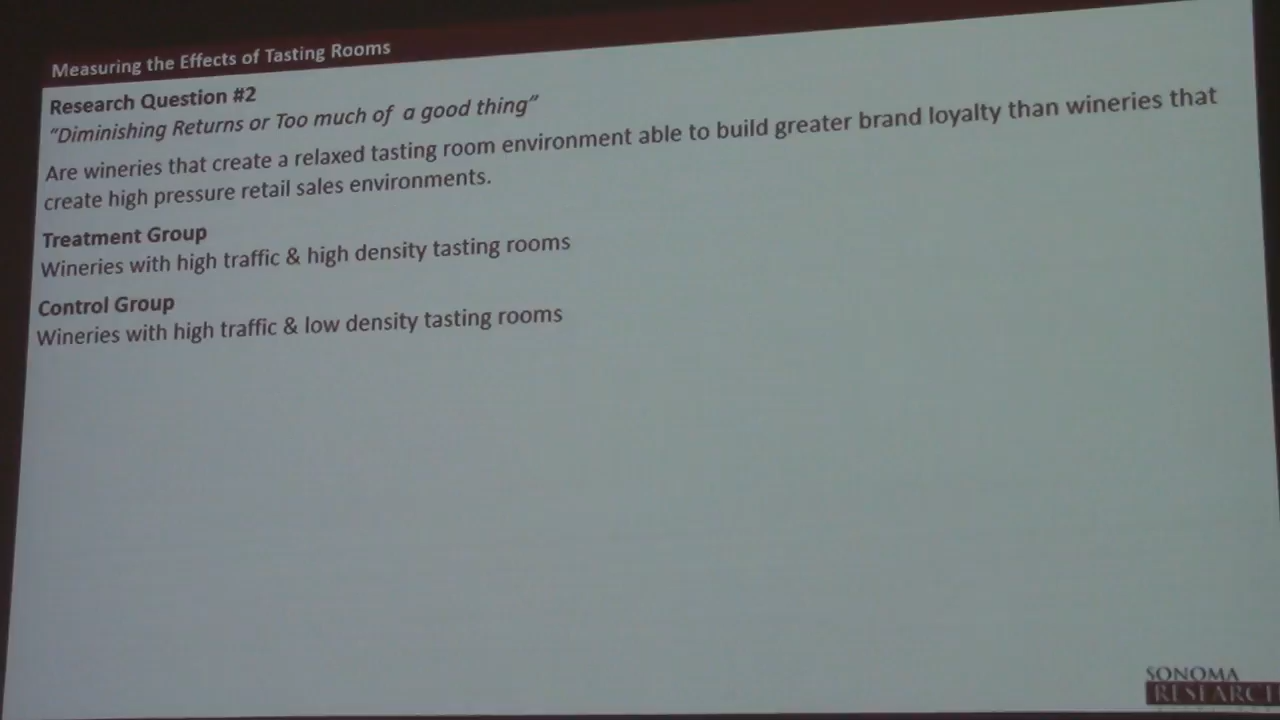 Measuring the Effects of Tasting Rooms
Research Question #2
“Diminishing Returns or Too much of a good thing”
Are wineries that create a relaxed tasting room environment able to build greater brand loyalty than wineries that
create high pressure retail sales environments.
Treatment Group
Wineries with high traffic & high density tasting rooms
Control Group
Wineries with high traffic & low density tasting rooms
SONOMA
RESEARCH